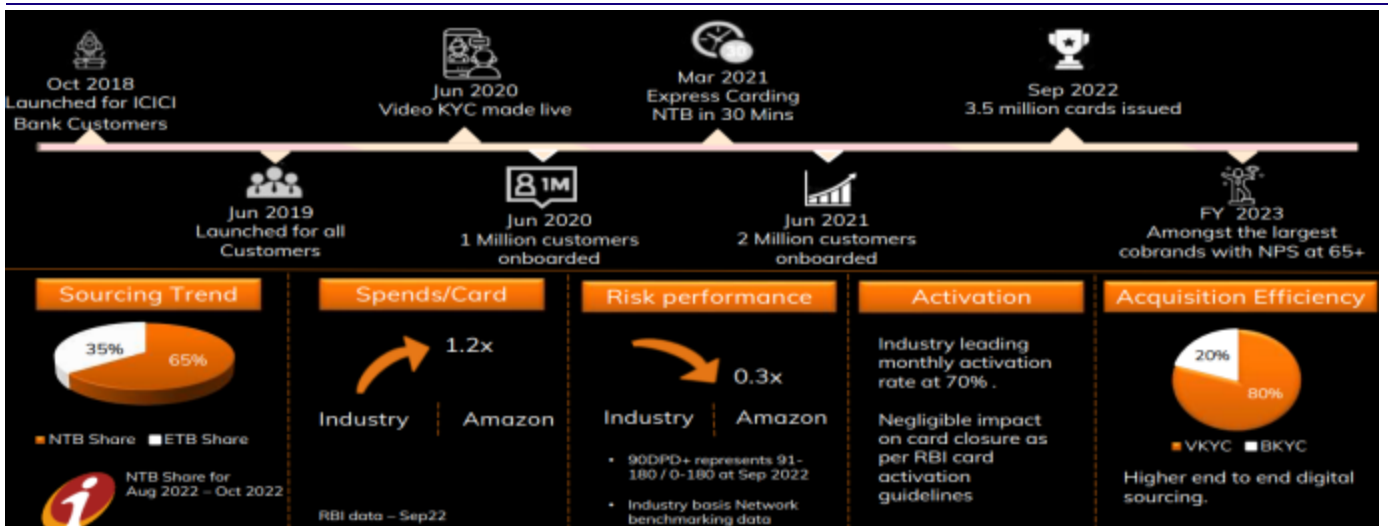 Oct 2018
Launched for ICICI
Bank Customers
Jun 2020
Video KYC made live
30
Mar 2021
Express Carding
NTB in 30 Mins
Sep 2022
3.5 million cards issued
Jun 2019
Launched for all
Customers
1M
Jun 2020
1 Million customers
onboarded
Jun 2021
2 Million customers
onboarded
FY 2023
Amongst the largest
cobrands with NPS at 65+
Sourcing Trend
35%
65%
NTB Share ETB Share
NTB Share for
Aug 2022 – Oct 2022
Spends/Card
1.2x
Industry Amazon
RBI data – Sep22
Risk performance
0.3x
Industry Amazon
• 90DPD+ represents 91-
180 / 0-180 at Sep 2022
• Industry basis Network
benchmarking data
Activation
Industry leading
monthly activation
rate at 70% .
Negligible impact
on card closure as
per RBI card
activation
guidelines
Acquisition Efficiency
20%
80%
VKYC BKYC
Higher end to end digital
sourcing.